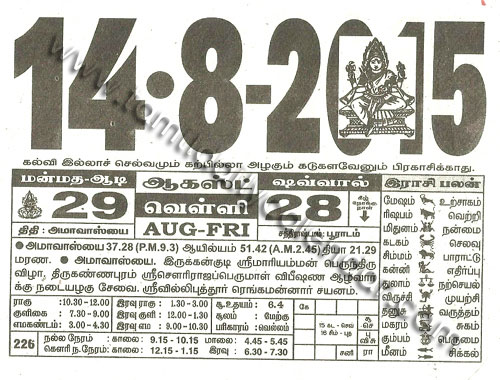 14·8-2015
www.tamildailycalendar.com
கல்வி இல்லாச் செல்வமும் கற்பில்லா அழகும் கடுகளவேனும் பிரகாசிக்காது.
மன்மத-ஆடி ஆகஸ்ட் ஷவ்வால் இராசி பலன்
29 வெள்ளி 28 கீழ் நோக்கு நாள்
திதி : அமாவாஸ்யை AUG-FRI சந்திராஷ்டமம் : பூராடம்
• அமாவாஸ்யை 37.28 (P.M.9.3) ஆயில்யம் 51.42 (A.M.2.45) தியா 21.29
மரண. • அமாவாஸ்யை. இருக்கன்குடி ஸ்ரீமாரியம்மன் பெருந்திரு
விழா, திருகண்ணபுரம் ஸ்ரீசௌரிராஜப்பெருமாள் விபீஷண ஆழ்வாருக்
கு நடையழகு சேவை. ஸ்ரீவில்லிபுத்தூர் ரெங்கமன்னார் சயனம்.
ராகு :10.30 - 12.00 இரவு ராகு : 1.30 - 3.00 ஆ.உதயம் : 6.4
குளிகை : 7.30 - 9.00 இரவு குளி : 12.00 - 1.30 சூலம் : மேற்கு
எமகண்டம் : 3.00 - 4.30 இரவு எம : 9.00 - 10.30 பரிகாரம் : வெல்லம்
226 நல்ல நேரம் : காலை : 9.15 - 10.15 மாலை : 4.45 - 5.45
கௌரி ந.நேரம் : காலை : 12.15 - 1.15 இரவு : 6.30 - 7.30
கே
சனி ரா
மேஷம் உற்சாகம்
ரிஷபம் வெற்றி
மிதுனம் நன்மை
கடகம் செலவு
சிம்மம் பாராட்டு
கன்னி எதிர்ப்பு
துலாம் நற்செயல்
விருச்சி முயற்சி
தனுசு வருத்தம்
மகரம் சுகம்
கும்பம் பெருமை
மீனம் சிக்கல்